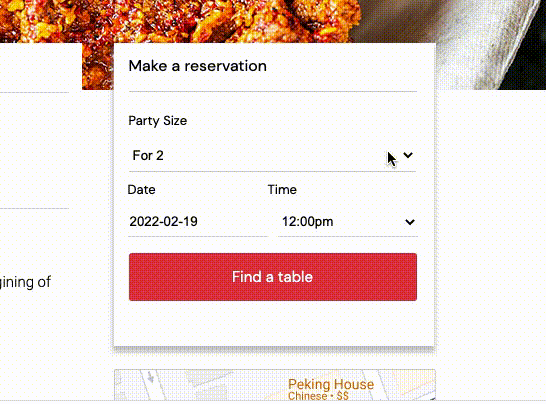 Make a reservation
Party Size
For 2
Date Time
2022-02-19 12:00pm
Find a table
gining of
Peking House
Chinese • $$